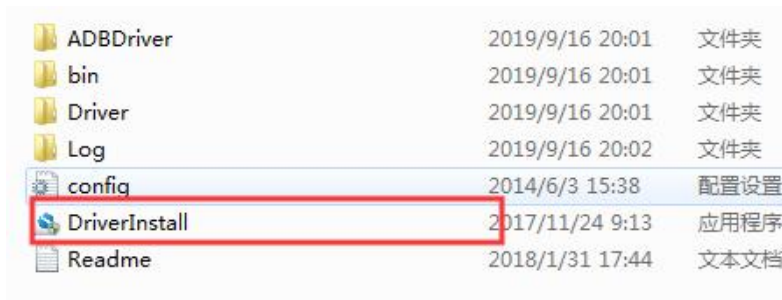 ADBDriver 2019/9/16 20:01 文件夹
bin 2019/9/16 20:01 文件夹
Driver 2019/9/16 20:01 文件夹
Log 2019/9/16 20:02 文件夹
config 2014/6/3 15:38 配置设置
DriverInstall 2017/11/24 9:13 应用程序
Readme 2018/1/31 17:44 文本文档